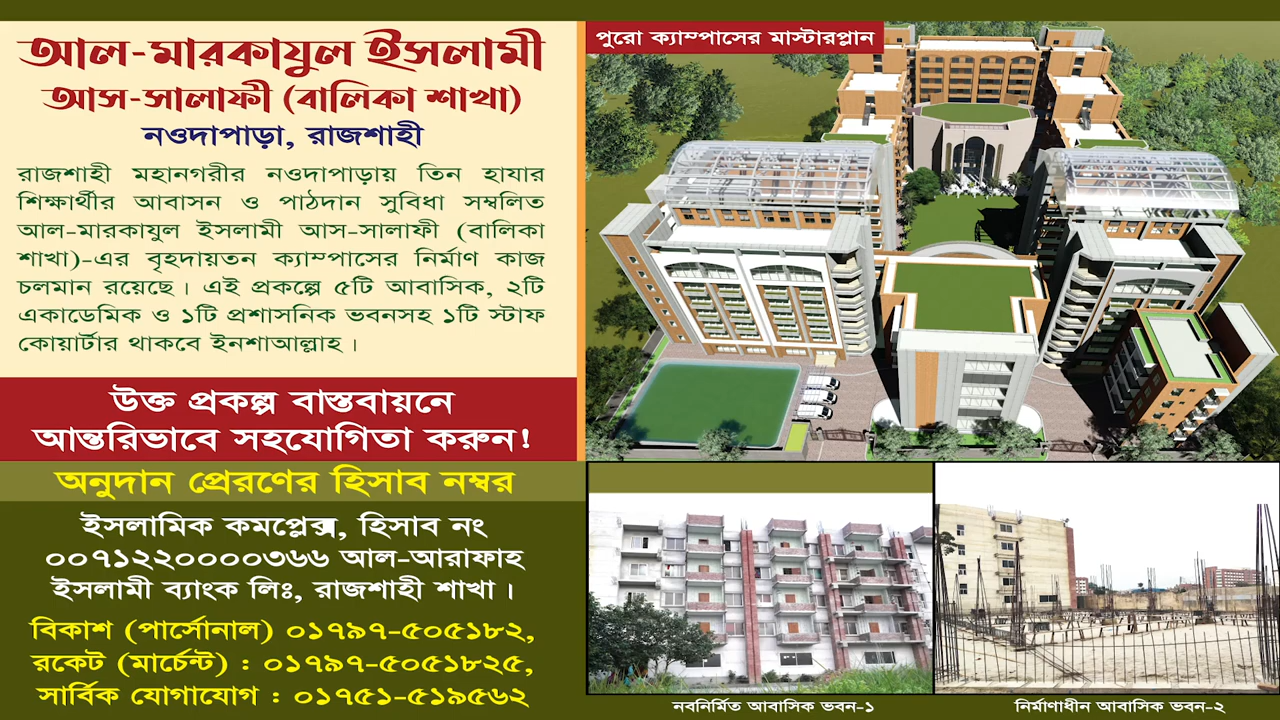 আল-মারকাযুল ইসলামী
আস-সালাফী (বালিকা শাখা)
নওদাপাড়া, রাজশাহী
রাজশাহী মহানগরীর নওদাপাড়ায় তিন হাযার
শিক্ষার্থীর আবাসন ও পাঠদান সুবিধা সম্বলিত
আল-মারকাযুল ইসলামী আস-সালাফী (বালিকা
শাখা)-এর বৃহদায়তন ক্যাম্পাসের নির্মাণ কাজ
চলমান রয়েছে। এই প্রকল্পে ৫টি আবাসিক, ২টি
একাডেমিক ও ১টি প্রশাসনিক ভবনসহ ১টি স্টাফ
কোয়ার্টার থাকবে ইনশাআল্লাহ।
উক্ত প্রকল্প বাস্তবায়নে
আন্তরিভাবে সহযোগিতা করুন!
অনুদান প্রেরণের হিসাব নম্বর
ইসলামিক কমপ্লেক্স, হিসাব নং
০০৭১২২০০০০৩৬৬ আল-আরাফাহ
ইসলামী ব্যাংক লিঃ, রাজশাহী শাখা।
বিকাশ (পার্সোনাল) ০১৭৯৭-৫০৫১৮২,
রকেট (মার্চেন্ট) : ০১৭৯৭-৫০৫১৮২৫,
সার্বিক যোগাযোগ : ০১৭৫১-৫১৯৫৬২
পুরো ক্যাম্পাসের মাস্টারপ্লান
নবনির্মিত আবাসিক ভবন-১
নির্মাণাধীন আবাসিক ভবন-২